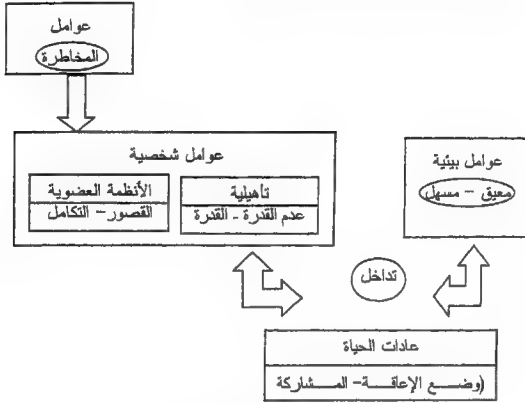 عوامل
المخاطرة
عوامل شخصية
الأنظمة العضوية
القصور – التكامل
تأهيلية
عدم القدرة - القدرة
عوامل بيئية
معيق – مسهل
تداخل
عادات الحياة
(وضع الإعاقة – المشاركة